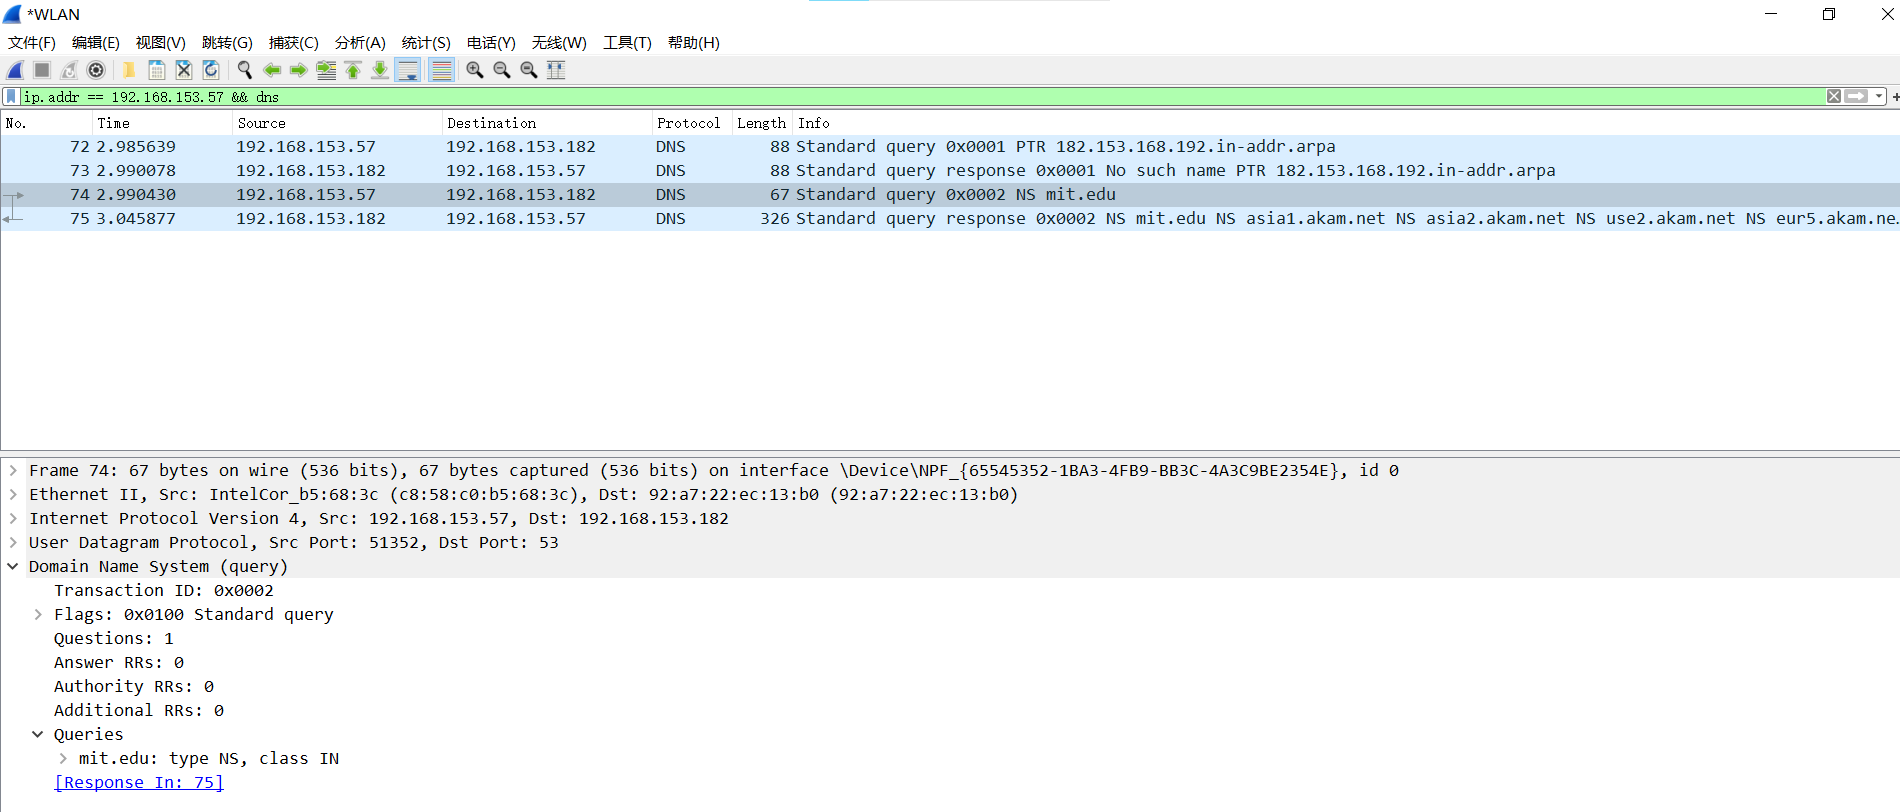 *WLAN
文件(F) 编辑(E) 视图(V) 跳转(G) 捕获(C) 分析(A) 统计(S) 电话(Y) 无线(W) 工具(T) 帮助(H)
ip.addr == 192.168.153.57 && dns
No. Time Source Destination Protocol Length Info
72 2.985639 192.168.153.57 192.168.153.182 DNS 88 Standard query 0x0001 PTR 182.153.168.192.in-addr.arpa
73 2.990078 192.168.153.182 192.168.153.57 DNS 88 Standard query response 0x0001 No such name PTR 182.153.168.192.in-addr.arpa
74 2.990430 192.168.153.57 192.168.153.182 DNS 67 Standard query 0x0002 NS mit.edu
75 3.045877 192.168.153.182 192.168.153.57 DNS 326 Standard query response 0x0002 NS mit.edu NS asia1.akam.net NS asia2.akam.net NS use2.akam.net NS eur5.akam.ne…
Frame 74: 67 bytes on wire (536 bits), 67 bytes captured (536 bits) on interface \Device\NPF_{65545352-1BA3-4FB9-BB3C-4A3C9BE2354E}, id 0
Ethernet II, Src: IntelCor_b5:68:3c (c8:58:c0:b5:68:3c), Dst: 92:a7:22:ec:13:b0 (92:a7:22:ec:13:b0)
Internet Protocol Version 4, Src: 192.168.153.57, Dst: 192.168.153.182
User Datagram Protocol, Src Port: 51352, Dst Port: 53
Domain Name System (query)
Transaction ID: 0x0002
Flags: 0x0100 Standard query
Questions: 1
Answer RRs: 0
Authority RRs: 0
Additional RRs: 0
Queries
mit.edu: type NS, class IN
[Response In: 75]